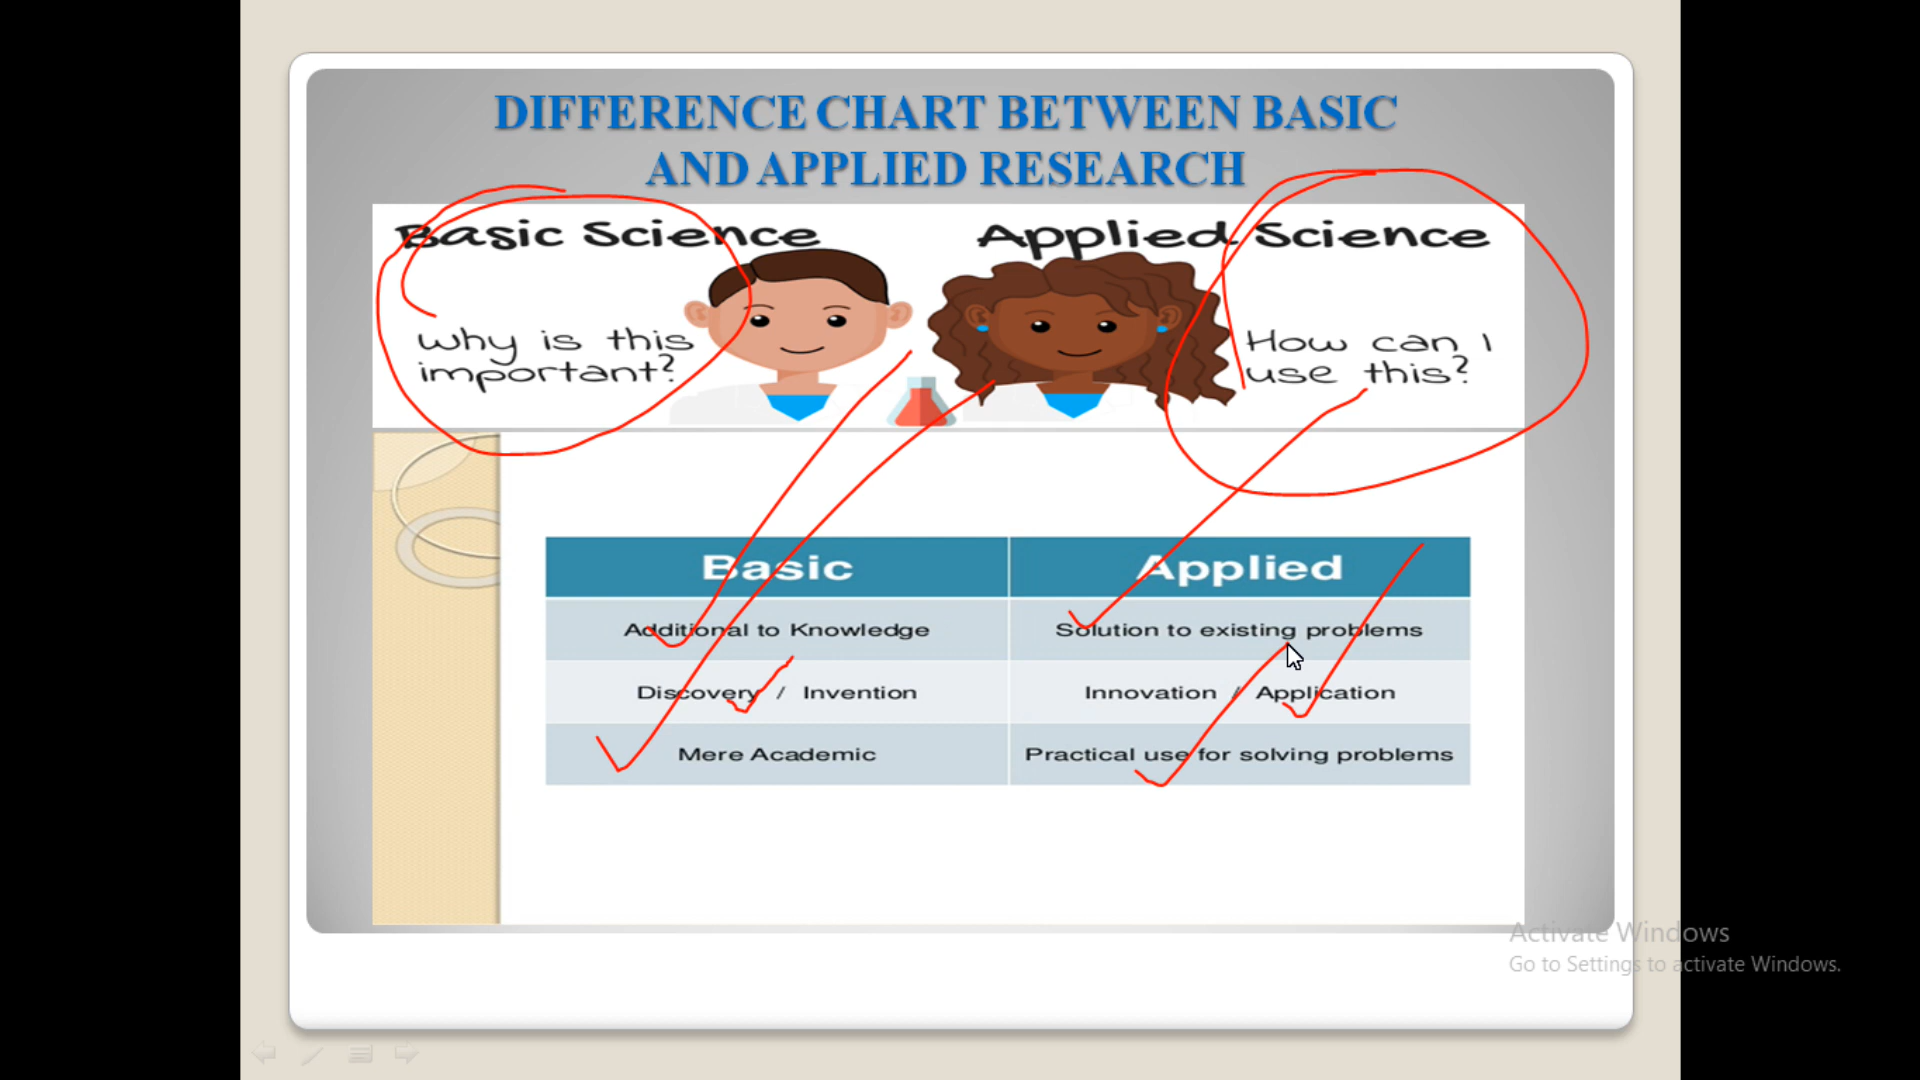 DIFFERENCE CHART BETWEEN BASIC
AND APPLIED RESEARCH
Basic Science
Applied Science
Why is this
important?
How can I
use this?
Basic
Applied
Additional to Knowledge
Solution to existing problems
Discovery / Invention
Innovation / Application
Mere Academic
Practical use for solving problems
Activate Windows
Go to Settings to activate Windows.